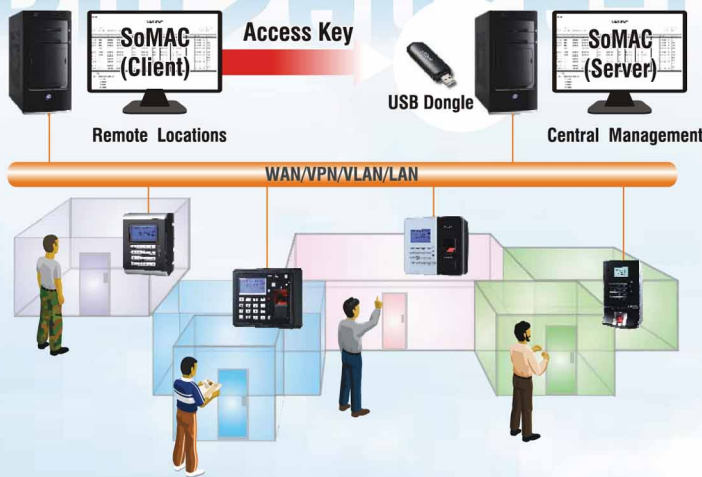 SoMAC
(Client)
Access Key
USB Dongle
SoMAC
(Server)
Remote Locations
Central Management
WAN/VPN/VLAN/LAN